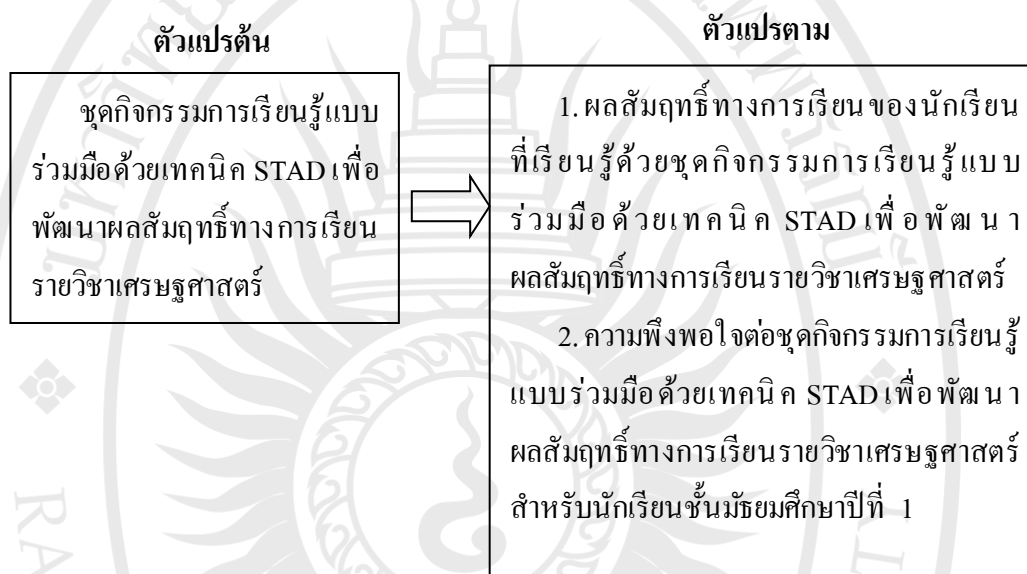 ตัวแปรต้น
ชุดกิจกรรมการเรียนรู้แบบ
ร่วมมือด้วยเทคนิค STAD เพื่อ
พัฒนาผลสัมฤทธิ์ทางการเรียน
รายวิชาเศรษฐศาสตร์
ตัวแปรตาม
1. ผลสัมฤทธิ์ทางการเรียนของนักเรียน
ที่เรียนรู้ด้วยชุดกิจกรรมการเรียนรู้แบบ
ร่วมมือด้วยเทคนิค STAD เพื่อพัฒนา
ผลสัมฤทธิ์ทางการเรียนรายวิชาเศรษฐศาสตร์
2. ความพึงพอใจต่อชุดกิจกรรมการเรียนรู้
แบบร่วมมือด้วยเทคนิค STAD เพื่อพัฒนา
ผลสัมฤทธิ์ทางการเรียนรายวิชาเศรษฐศาสตร์
สำหรับนักเรียนชั้นมัธยมศึกษาปีที่ 1